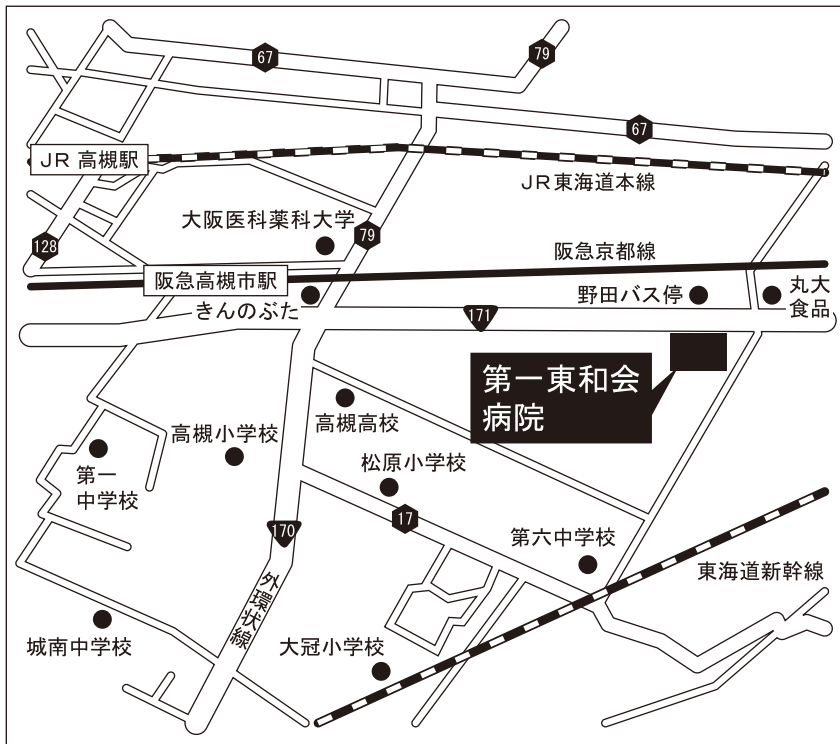 67
79
67
JR 高槻駅
JR東海道本線
大阪医科薬科大学
128
79
阪急京都線
阪急高槻市駅
野田バス停
丸大
食品
きんのぶた
171
第一東和会
病院
高槻高校
高槻小学校
松原小学校
第一
中学校
17
170
第六中学校
東海道新幹線
外環状線
城南中学校
大冠小学校